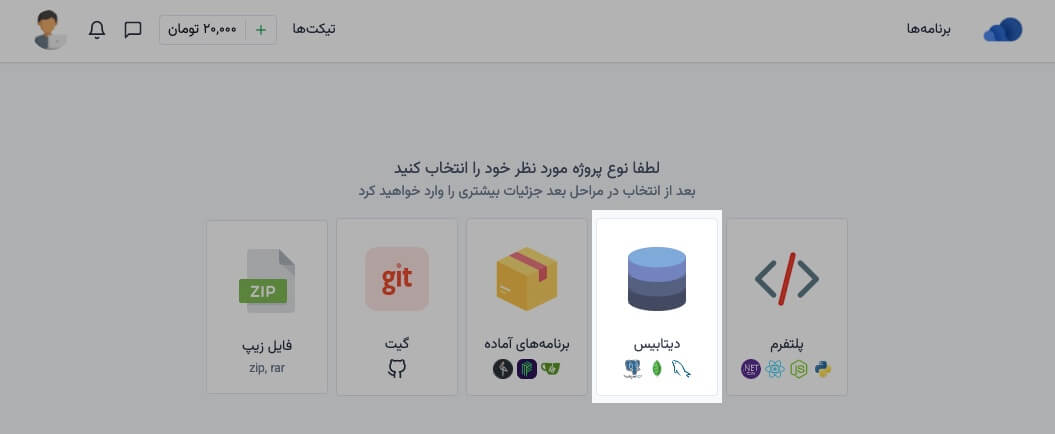 برنامه‌ها
تیکت‌ها
۲۰,۰۰۰ تومان +
لطفا نوع پروژه مورد نظر خود را انتخاب کنید
بعد از انتخاب در مراحل بعد جزئیات بیشتری را وارد خواهید کرد
پلتفرم
NET
JS
دیتابیس
برنامه‌های آماده
git
گیت
ZIP
فایل زیپ
zip, rar